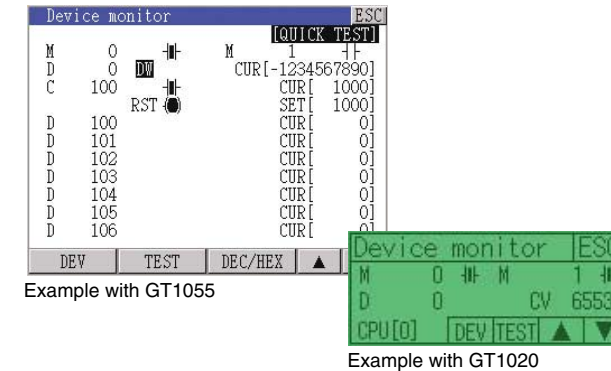 Device monitor ESC
[QUICK TEST]
M 0 M 1
D 0 DW CUR[-1234567890]
C 100 CUR[ 1000]
RST SET[ 1000]
D 100 CUR[ 0]
D 101 CUR[ 0]
D 102 CUR[ 0]
D 103 CUR[ 0]
D 104 CUR[ 0]
D 105 CUR[ 0]
D 106 CUR[ 0]
DEV TEST DEC/HEX ▲
Example with GT1055
Device monitor ESC
M 0 M 1
D 0 CV 6553
CPU[0] DEV TEST ▲ ▼
Example with GT1020